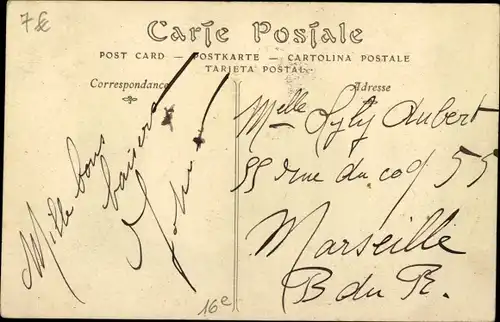 7 €
Carte Postale
POST CARD — POSTKARTE — CARTOLINA POSTALE
TARJETA POSTAL
Correspondance
Adresse
Mille bons
baisers
Melle Lyly Aubert
55 rue du coq 55
Marseille
B du R.
16e